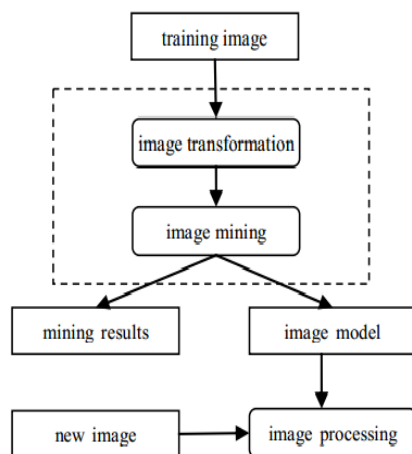 training image
image transformation
image mining
mining results
image model
new image
image processing